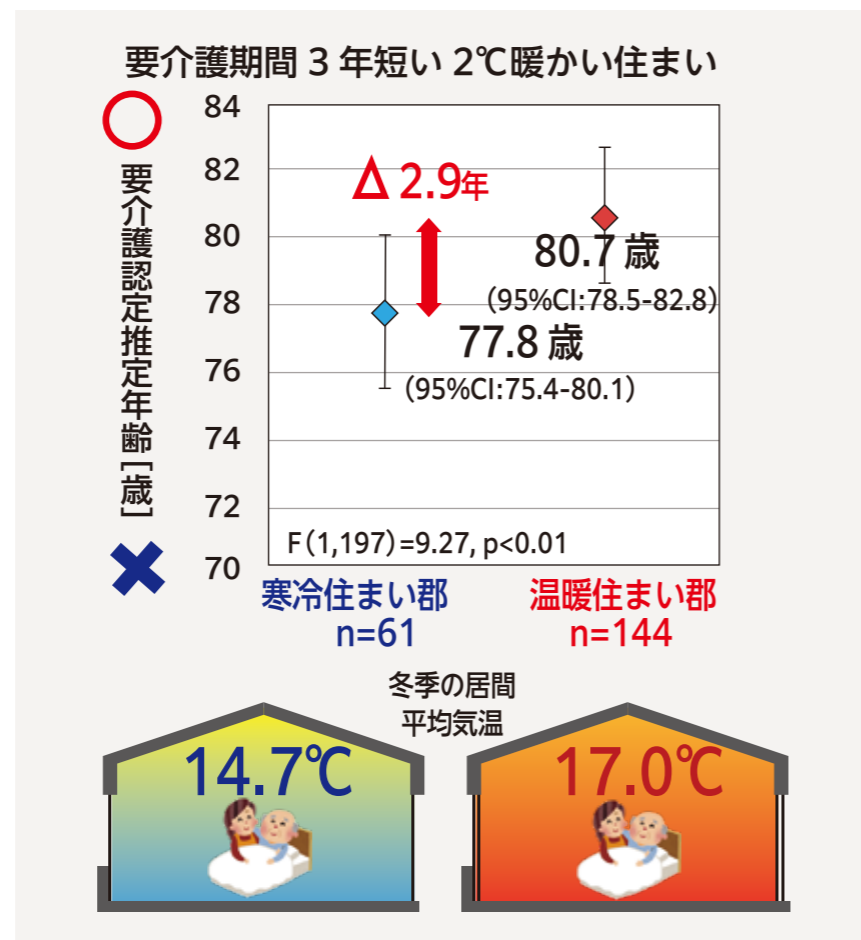 要介護期間 3 年短い 2℃暖かい住まい
要介護認定推定年齢[歳]
84
82
80
78
76
74
72
70
Δ 2.9年
80.7 歳
(95%CI:78.5-82.8)
77.8 歳
(95%CI:75.4-80.1)
F(1,197)=9.27, p<0.01
寒冷住まい郡
n=61
温暖住まい郡
n=144
冬季の居間
平均気温
14.7℃
17.0℃